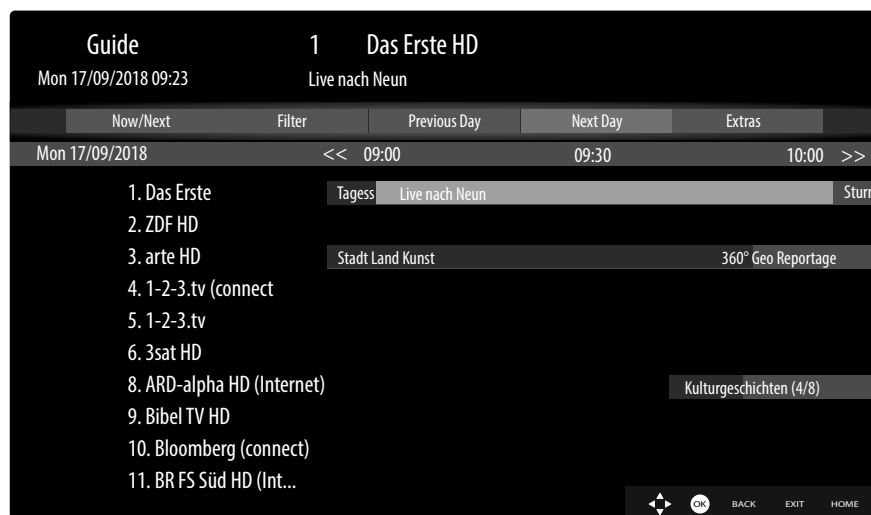 Guide 1 Das Erste HD
Mon 17/09/2018 09:23 Live nach Neun
Now/Next Filter Previous Day Next Day Extras
Mon 17/09/2018 << 09:00 09:30 10:00 >>
1. Das Erste Tagess Live nach Neun Sturm
2. ZDF HD
3. arte HD Stadt Land Kunst 360° Geo Reportage
4. 1-2-3.tv (connect
5. 1-2-3.tv
6. 3sat HD
8. ARD-alpha HD (Internet) Kulturgeschichten (4/8)
9. Bibel TV HD
10. Bloomberg (connect)
11. BR FS Süd HD (Int...
OK BACK EXIT HOME